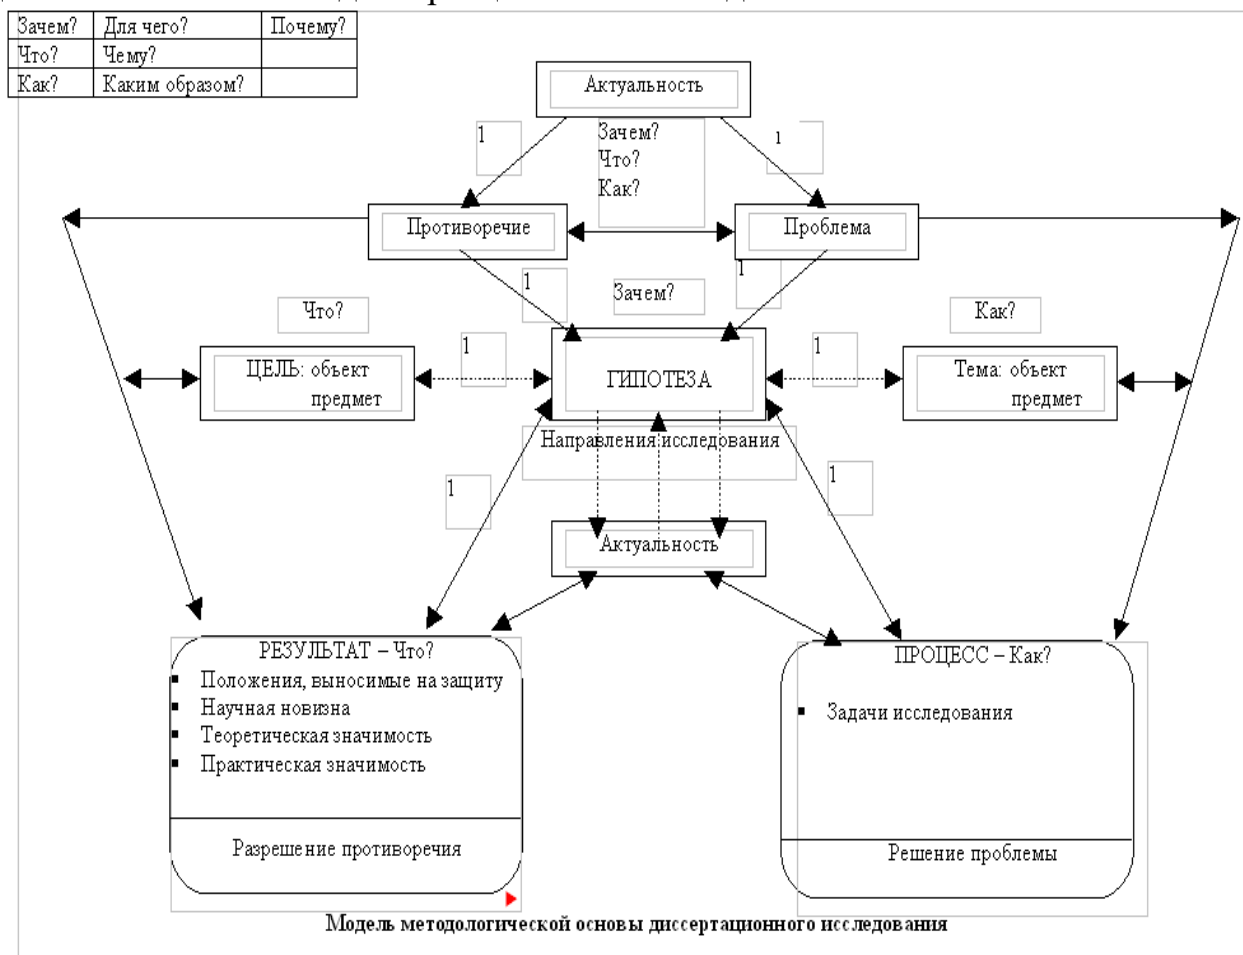 Зачем? Для чего? Почему?
Что? Чему?
Как? Каким образом?
Актуальность
1
Зачем?
Что?
Как?
1
Противоречие
Проблема
1
Зачем?
1
Что?
Как?
1
1
ЦЕЛЬ: объект
предмет
ГИПОТЕЗА
Тема: объект
предмет
Направления исследования
1
1
Актуальность
РЕЗУЛЬТАТ – Что?
Положения, выносимые на защиту
Научная новизна
Теоретическая значимость
Практическая значимость
Разрешение противоречия
ПРОЦЕСС – Как?
Задачи исследования
Решение проблемы
Модель методологической основы диссертационного исследования